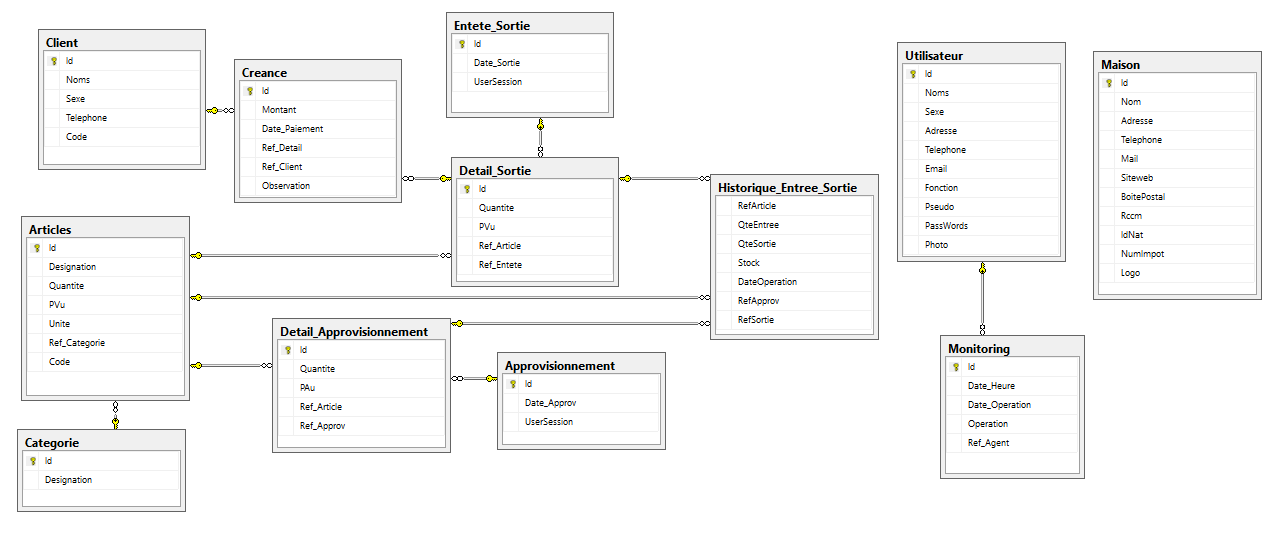 Client
Id
Noms
Sexe
Telephone
Code
Creance
Id
Montant
Date_Paiement
Ref_Detail
Ref_Client
Observation
Entete_Sortie
Id
Date_Sortie
UserSession
Detail_Sortie
Id
Quantite
PVu
Ref_Article
Ref_Entete
Historique_Entree_Sortie
RefArticle
QteEntree
QteSortie
Stock
DateOperation
RefApprov
RefSortie
Utilisateur
Id
Noms
Sexe
Adresse
Telephone
Email
Fonction
Pseudo
PassWords
Photo
Maison
Id
Nom
Adresse
Telephone
Mail
Siteweb
BoitePostal
Rccm
IdNat
NumImpot
Logo
Articles
Id
Designation
Quantite
PVu
Unite
Ref_Categorie
Code
Detail_Approvisionnement
Id
Quantite
PAu
Ref_Article
Ref_Approv
Approvisionnement
Id
Date_Approv
UserSession
Monitoring
Id
Date_Heure
Date_Operation
Operation
Ref_Agent
Categorie
Id
Designation